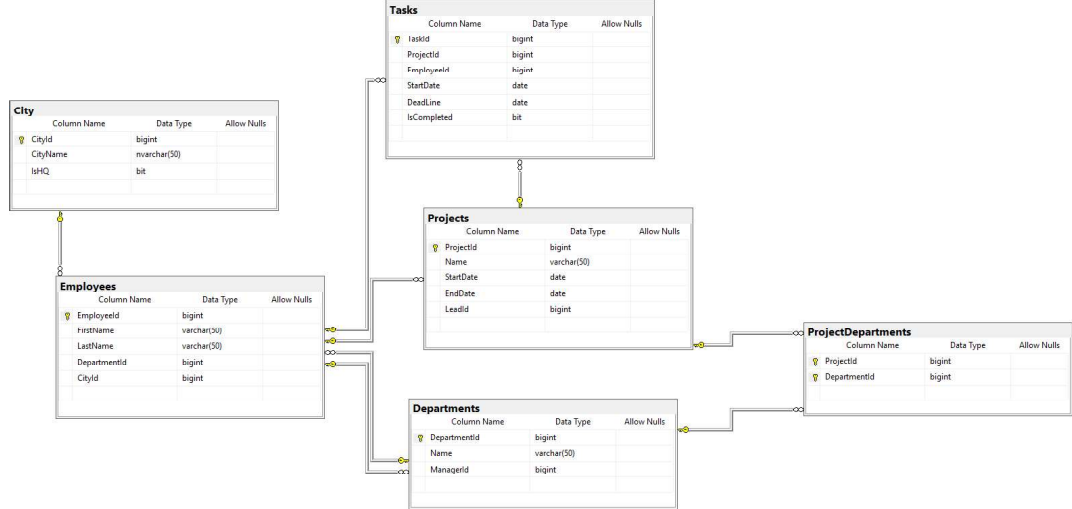 Tasks
Column Name Data Type Allow Nulls
TaskId bigint
ProjectId bigint
EmployeeId bigint
StartDate date
DeadLine date
IsCompleted bit
City
Column Name Data Type Allow Nulls
CityId bigint
CityName nvarchar(50)
IsHQ bit
Projects
Column Name Data Type Allow Nulls
ProjectId bigint
Name varchar(50)
StartDate date
EndDate date
LeadId bigint
Employees
Column Name Data Type Allow Nulls
EmployeeId bigint
FirstName varchar(50)
LastName varchar(50)
DepartmentId bigint
CityId bigint
ProjectDepartments
Column Name Data Type Allow Nulls
ProjectId bigint
DepartmentId bigint
Departments
Column Name Data Type Allow Nulls
DepartmentId bigint
Name varchar(50)
ManagerId bigint